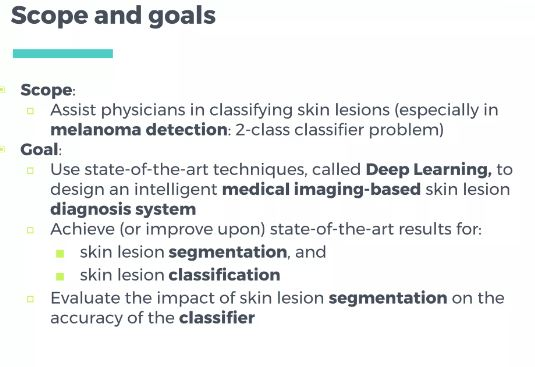 Scope and goals
Scope:
Assist physicians in classifying skin lesions (especially in
melanoma detection: 2-class classifier problem)
Goal:
Use state-of-the-art techniques, called Deep Learning, to
design an intelligent medical imaging-based skin lesion
diagnosis system
Achieve (or improve upon) state-of-the-art results for:
skin lesion segmentation, and
skin lesion classification
Evaluate the impact of skin lesion segmentation on the
accuracy of the classifier